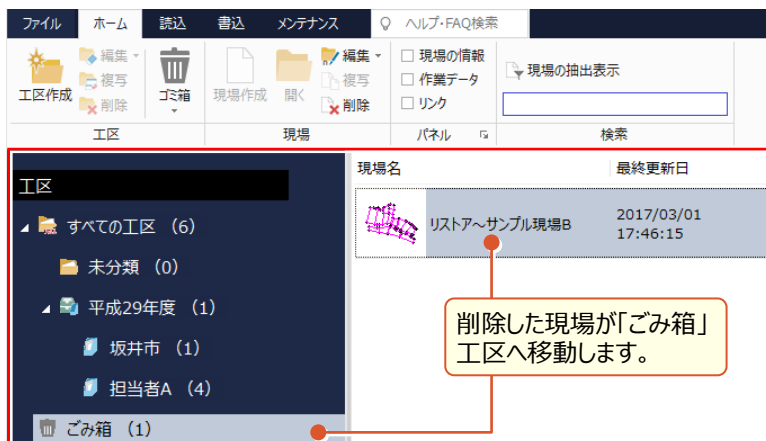 ファイル ホーム 読込 書込 メンテナンス ヘルプ・FAQ検索
工区作成 編集 複写 削除 ゴミ箱
工区
現場作成 開く 編集 複写 削除
現場
現場の情報
作業データ
リンク
パネル
現場の抽出表示
検索
工区
すべての工区 (6)
未分類 (0)
平成29年度 (1)
坂井市 (1)
担当者A (4)
ごみ箱 (1)
現場名 最終更新日
リストア～サンプル現場B 2017/03/01
17:46:15
削除した現場が「ごみ箱」
工区へ移動します。